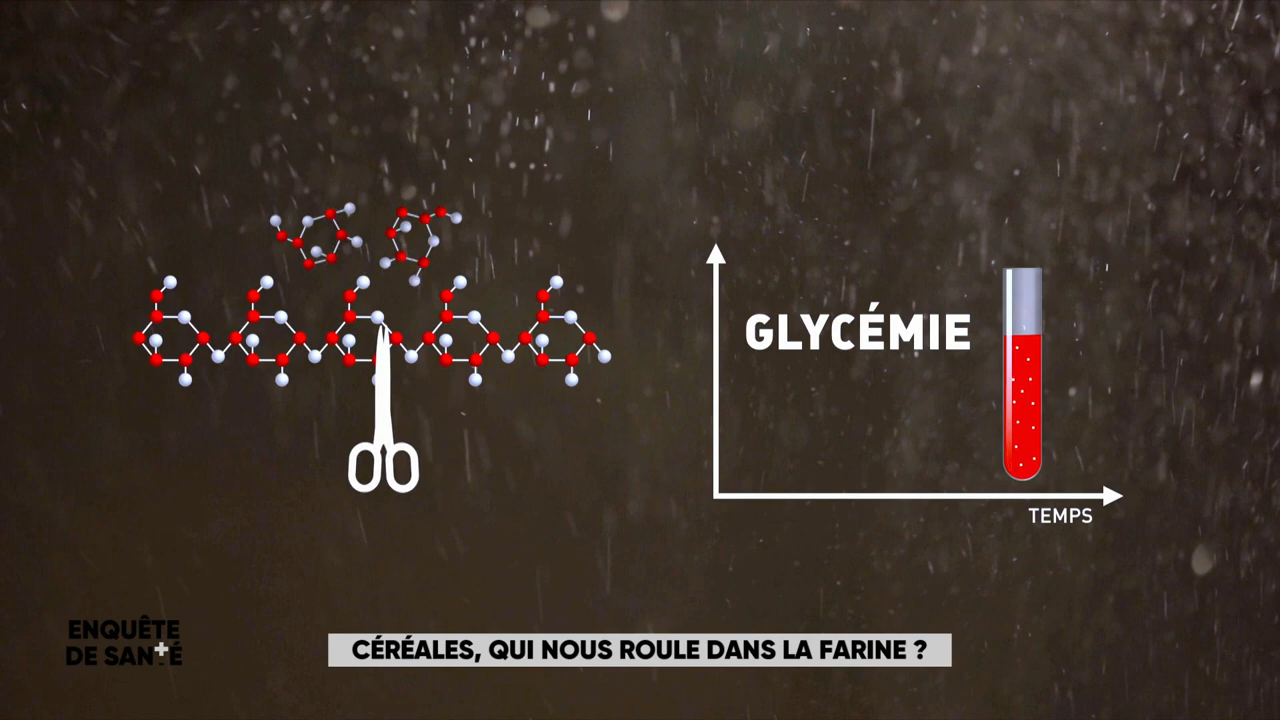 GLYCÉMIE
TEMPS
ENQUÊTE
DE SANTÉ
CÉRÉALES, QUI NOUS ROULE DANS LA FARINE ?